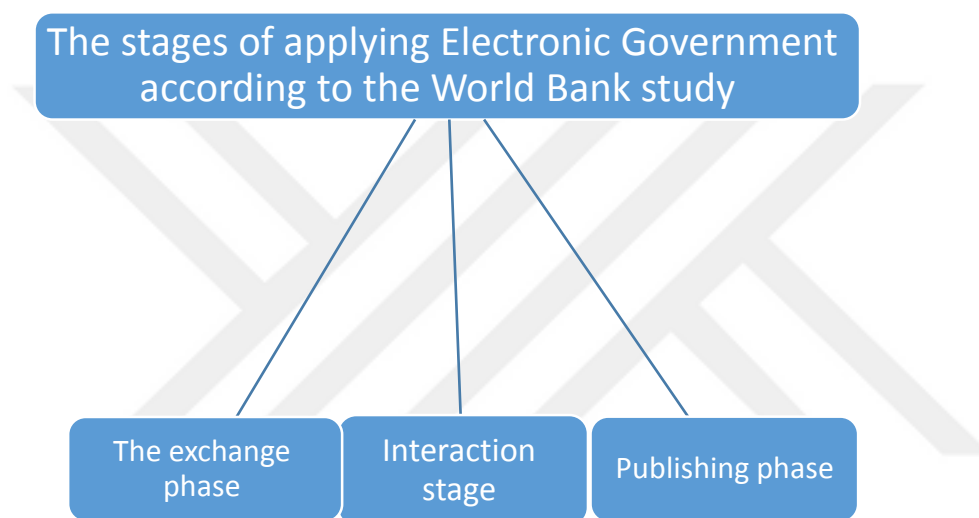 The stages of applying Electronic Government
according to the World Bank study
The exchange
phase
Interaction
stage
Publishing phase